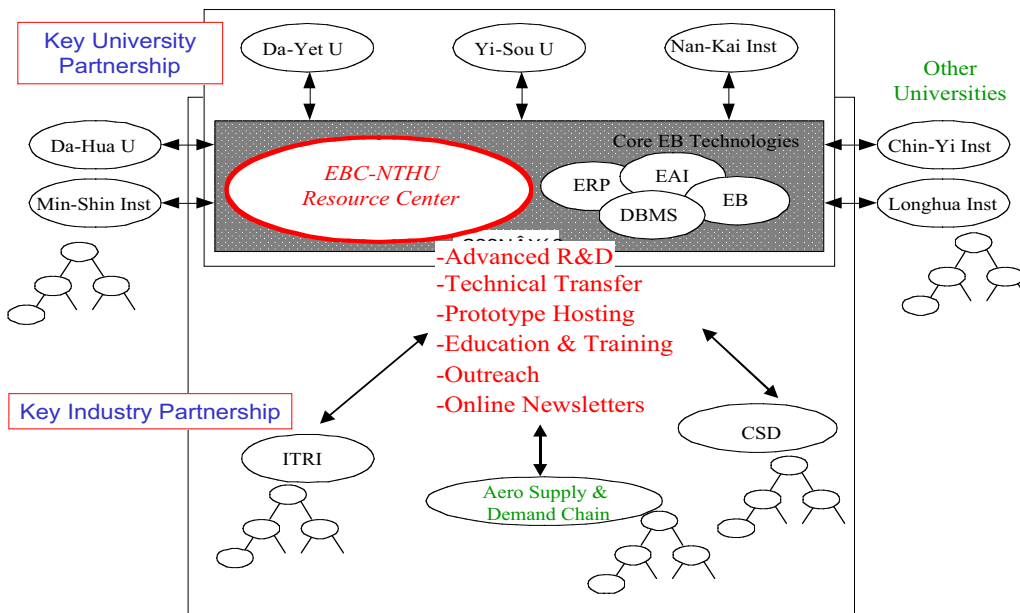 Key University
Partnership
Da-Yet U
Yi-Sou U
Nan-Kai Inst
Other
Universities
Da-Hua U
Min-Shin Inst
EBC-NTHU
Resource Center
Core EB Technologies
ERP
EAI
DBMS
EB
Chin-Yi Inst
Longhua Inst
-Advanced R&D
-Technical Transfer
-Prototype Hosting
-Education & Training
-Outreach
-Online Newsletters
Key Industry Partnership
ITRI
Aero Supply &
Demand Chain
CSD